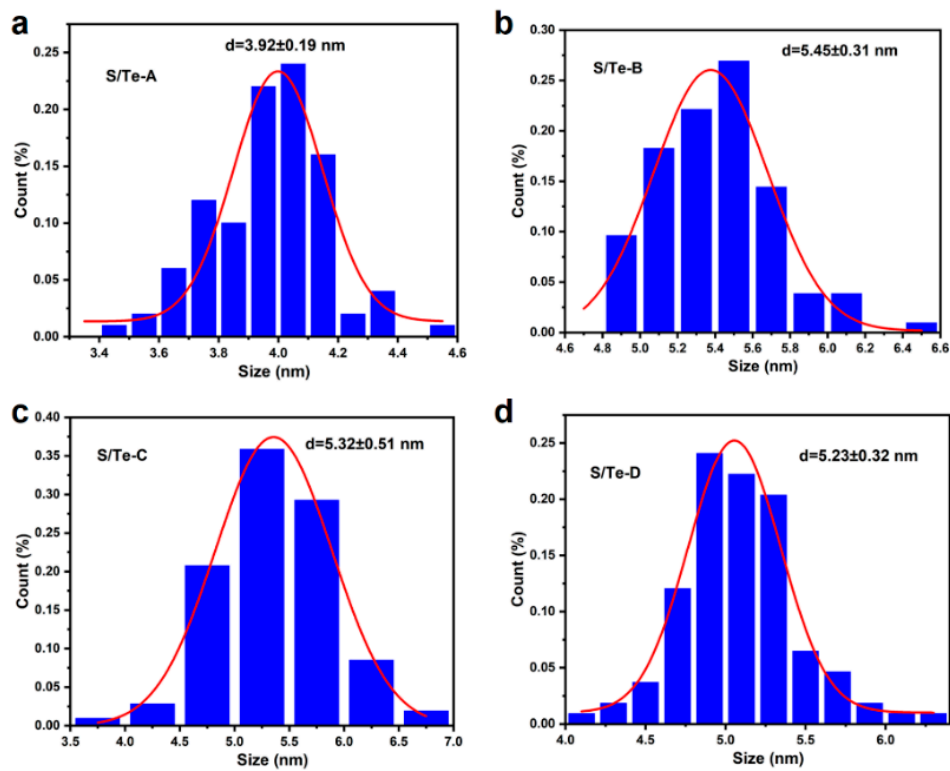 a
d=3.92±0.19 nm
S/Te-A
Count (%)
0.25
0.20
0.15
0.10
0.05
0.00
3.4 3.6 3.8 4.0 4.2 4.4 4.6
Size (nm)
b
d=5.45±0.31 nm
S/Te-B
Count (%)
0.30
0.25
0.20
0.15
0.10
0.05
0.00
4.6 4.8 5.0 5.2 5.4 5.6 5.8 6.0 6.2 6.4 6.6
Size (nm)
c
S/Te-C
d=5.32±0.51 nm
Count (%)
0.40
0.35
0.30
0.25
0.20
0.15
0.10
0.05
0.00
3.5 4.0 4.5 5.0 5.5 6.0 6.5 7.0
Size (nm)
d
S/Te-D
d=5.23±0.32 nm
Count (%)
0.25
0.20
0.15
0.10
0.05
0.00
4.0 4.5 5.0 5.5 6.0
Size (nm)